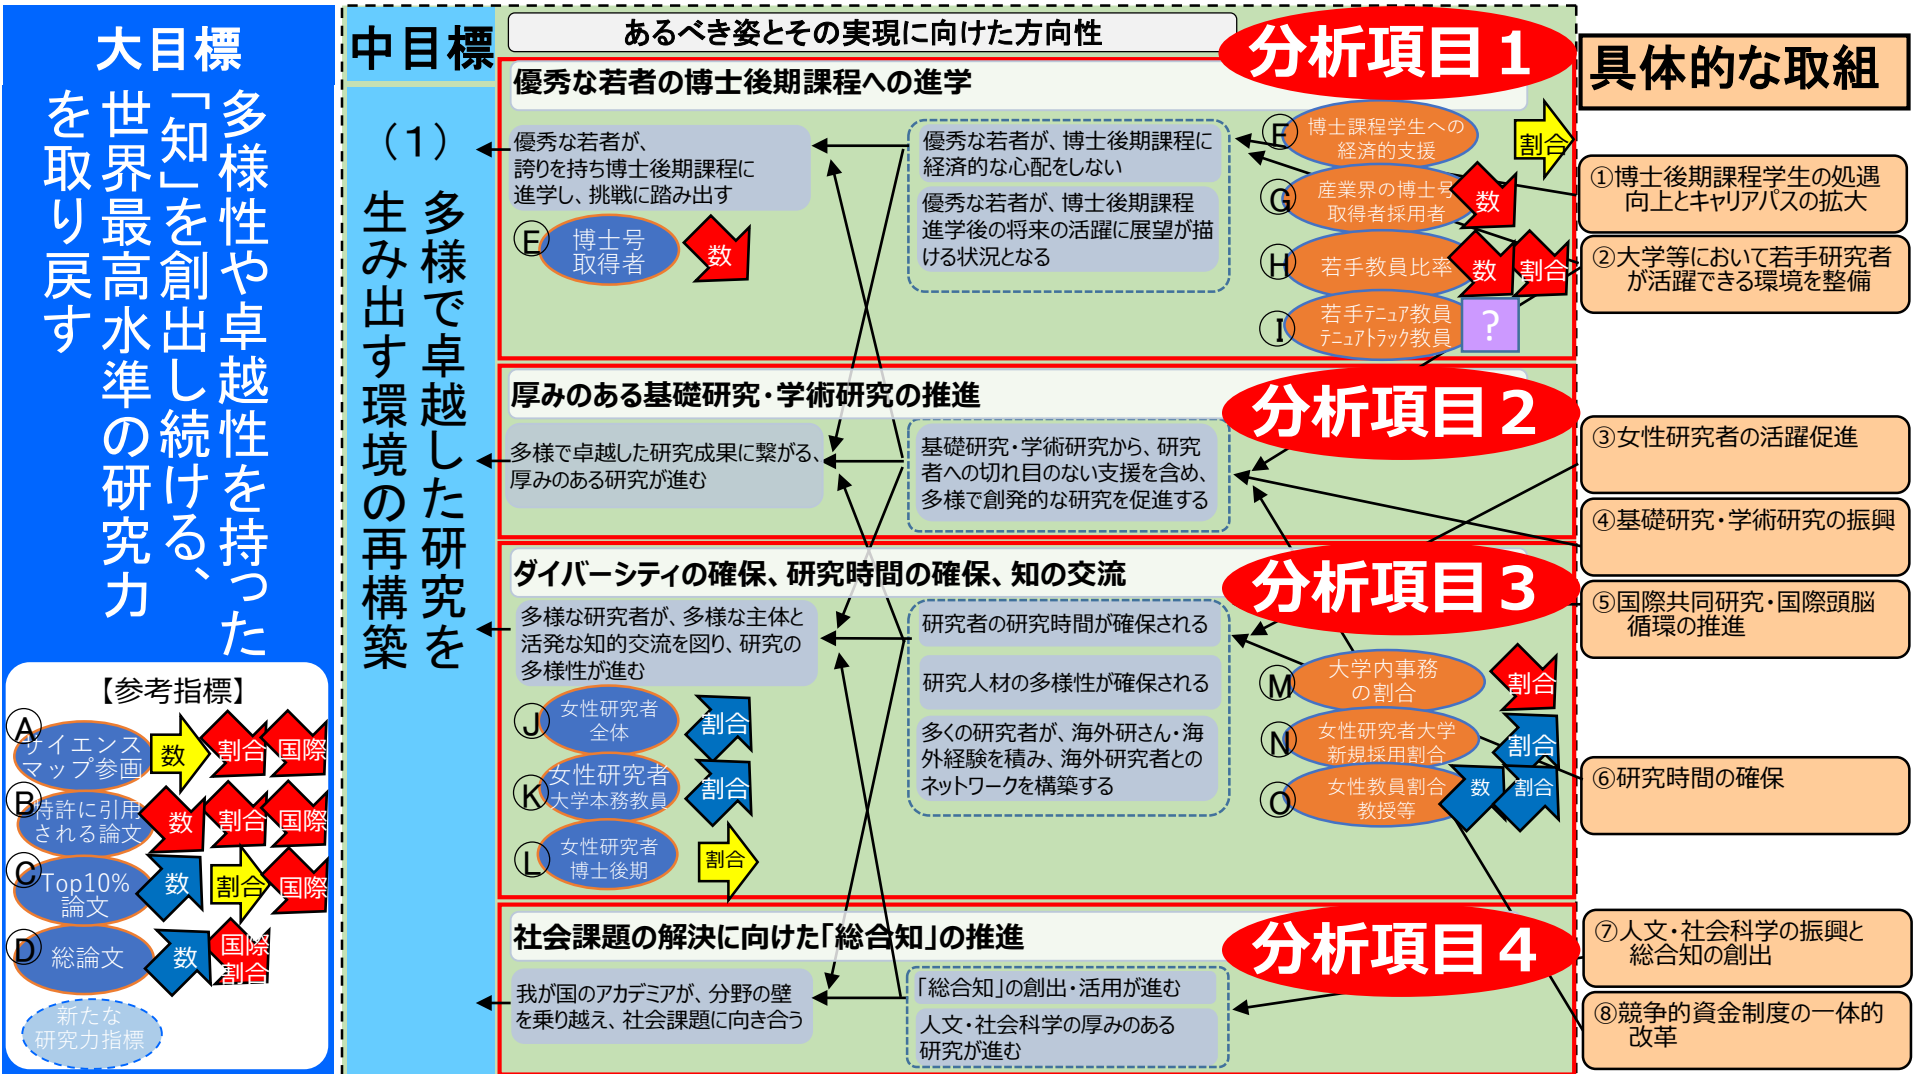 大目標
多様性や卓越性を持った
「知」を創出し続ける、
世界最高水準の研究力
を取り戻す
【参考指標】
A
サイエンス
マップ参画
数
割合
国際
B
特許に引用
される論文
数
割合
国際
C
Top10%
論文
数
割合
国際
D
総論文
数
国際
割合
新たな
研究力指標
中目標
（１）
多様で卓越した研究を
生み出す環境の再構築
あるべき姿とその実現に向けた方向性
分析項目１
優秀な若者の博士後期課程への進学
優秀な若者が、
誇りを持ち博士後期課程に
進学し、挑戦に踏み出す
E
博士号
取得者
数
優秀な若者が、博士後期課程に
経済的な心配をしない
優秀な若者が、博士後期課程
進学後の将来の活躍に展望が描
ける状況となる
F
博士課程学生への
経済的支援
割合
G
産業界の博士号
取得者採用者
数
H
若手教員比率
数
割合
I
若手テニュア教員
テニュアトラック教員
？
分析項目２
厚みのある基礎研究・学術研究の推進
多様で卓越した研究成果に繋がる、
厚みのある研究が進む
基礎研究・学術研究から、研究
者への切れ目のない支援を含め、
多様で創発的な研究を促進する
分析項目３
ダイバーシティの確保、研究時間の確保、知の交流
多様な研究者が、多様な主体と
活発な知的交流を図り、研究の
多様性が進む
J
女性研究者
全体
割合
K
女性研究者
大学本務教員
割合
L
女性研究者
博士後期
割合
研究者の研究時間が確保される
研究人材の多様性が確保される
多くの研究者が、海外研さん・海
外経験を積み、海外研究者との
ネットワークを構築する
M
大学内事務
の割合
割合
N
女性研究者大学
新規採用割合
割合
O
女性教員割合
教授等
数
割合
分析項目４
社会課題の解決に向けた「総合知」の推進
我が国のアカデミアが、分野の壁
を乗り越え、社会課題に向き合う
「総合知」の創出・活用が進む
人文・社会科学の厚みのある
研究が進む
具体的な取組
①博士後期課程学生の処遇
向上とキャリアパスの拡大
②大学等において若手研究者
が活躍できる環境を整備
③女性研究者の活躍促進
④基礎研究・学術研究の振興
⑤国際共同研究・国際頭脳
循環の推進
⑥研究時間の確保
⑦人文・社会科学の振興と
総合知の創出
⑧競争的資金制度の一体的
改革